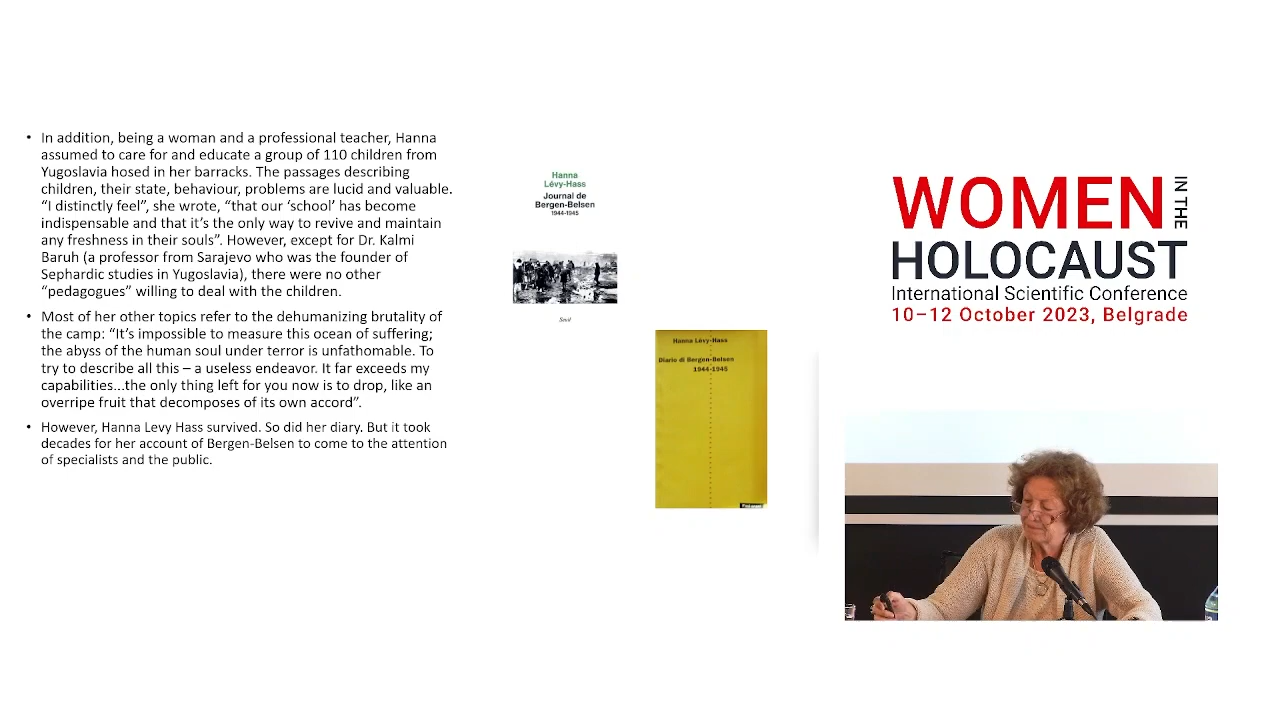 • In addition, being a woman and a professional teacher, Hanna
assumed to care for and educate a group of 110 children from
Yugoslavia hosed in her barracks. The passages describing
children, their state, behaviour, problems are lucid and valuable.
“I distinctly feel”, she wrote, “that our ‘school’ has become
indispensable and that it’s the only way to revive and maintain
any freshness in their souls”. However, except for Dr. Kalmi
Baruh (a professor from Sarajevo who was the founder of
Sephardic studies in Yugoslavia), there were no other
“pedagogues” willing to deal with the children.
• Most of her other topics refer to the dehumanizing brutality of
the camp: “It’s impossible to measure this ocean of suffering;
the abyss of the human soul under terror is unfathomable. To
try to describe all this – a useless endeavor. It far exceeds my
capabilities...the only thing left for you now is to drop, like an
overripe fruit that decomposes of its own accord”.
• However, Hanna Levy Hass survived. So did her diary. But it took
decades for her account of Bergen-Belsen to come to the attention
of specialists and the public.
Hanna
Lévy-Hass
Journal de
Bergen-Belsen
1944-1945
Seuil
Hanna Lévy-Hass
Diario di Bergen-Belsen
1944-1945
WOMEN IN THE
HOLOCAUST
International Scientific Conference
10–12 October 2023, Belgrade